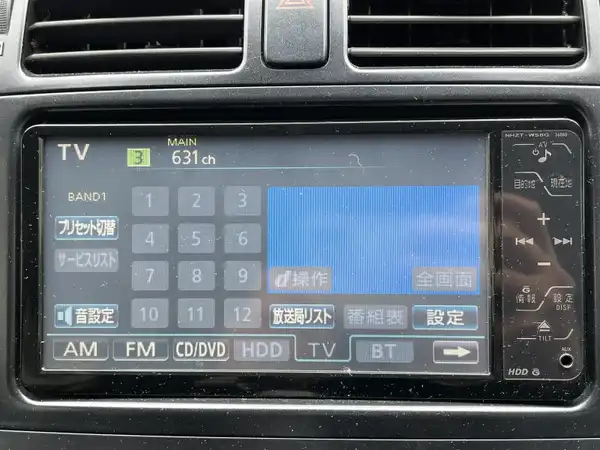 NHZT-W58G
A/V
TV 3 MAIN 631 ch
目的地 現在地
BAND1 1 2 3
プリセット切替 4 5 6
サービスリスト 7 8 9 d操作 全画面
G 情報 設定 DISP
音設定 10 11 12 放送局リスト 番組表 設定
TILT
AM FM CD/DVD HDD TV BT
AUX
HDD G